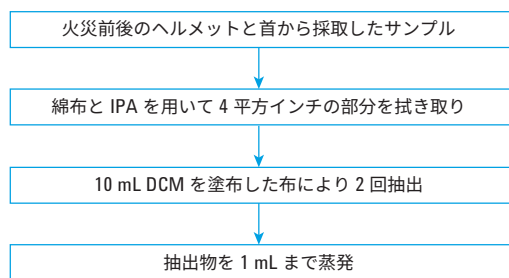 火災前後のヘルメットと首から採取したサンプル
綿布と IPA を用いて 4 平方インチの部分を拭き取り
10 mL DCM を塗布した布により 2 回抽出
抽出物を 1 mL まで蒸発